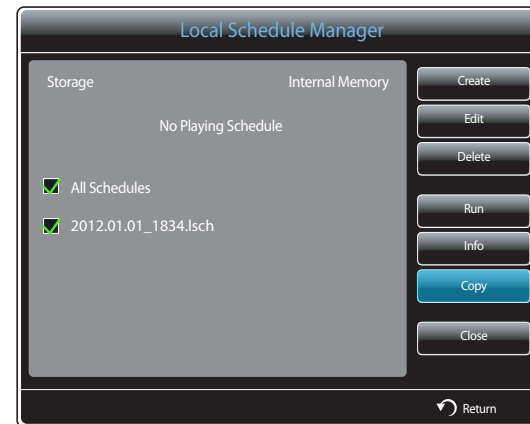 Local Schedule Manager
Storage Internal Memory
No Playing Schedule
All Schedules
2012.01.01_1834.lsch
Create
Edit
Delete
Run
Info
Copy
Close
Return